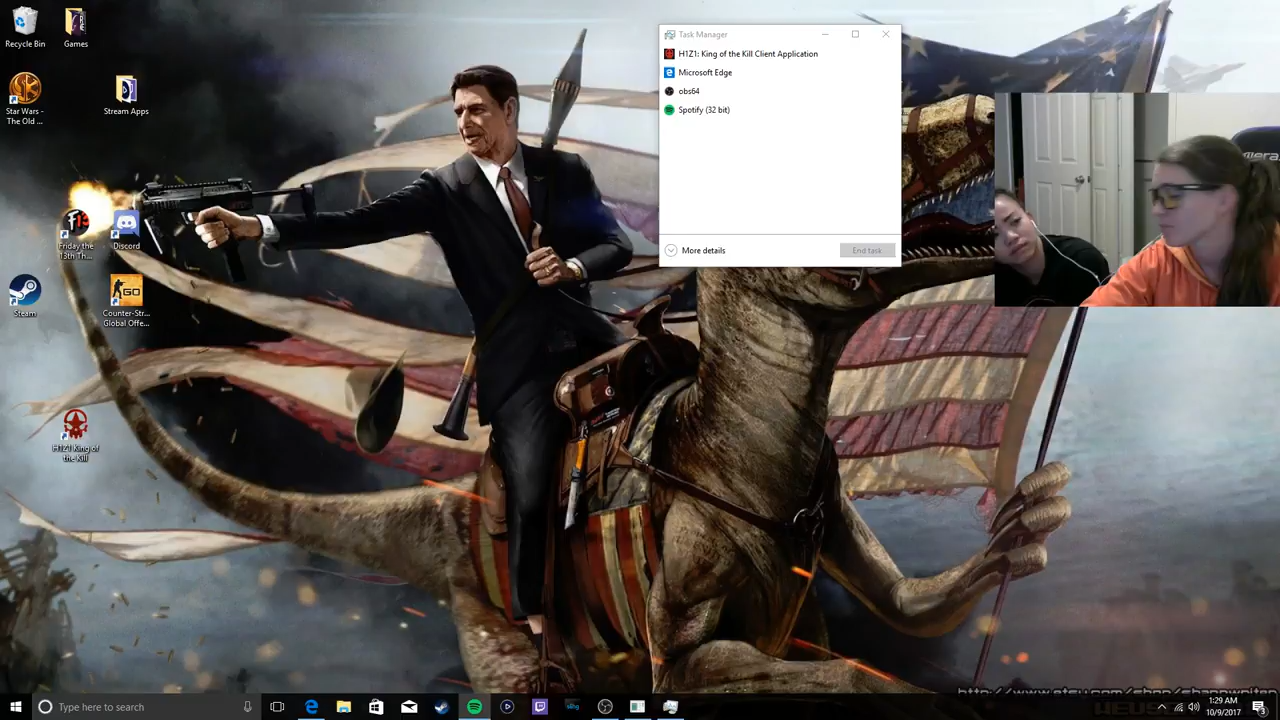 Recycle Bin
Games
Star Wars -
The Old ...
Stream Apps
Friday the
13th Th...
Discord
Steam
GO
Counter-Str...
Global Offe...
H1Z1 King of
the Kill
Task Manager
H1Z1: King of the Kill Client Application
Microsoft Edge
obs64
Spotify (32 bit)
More details
End task
Type here to search
1:29 AM
10/9/2017
3